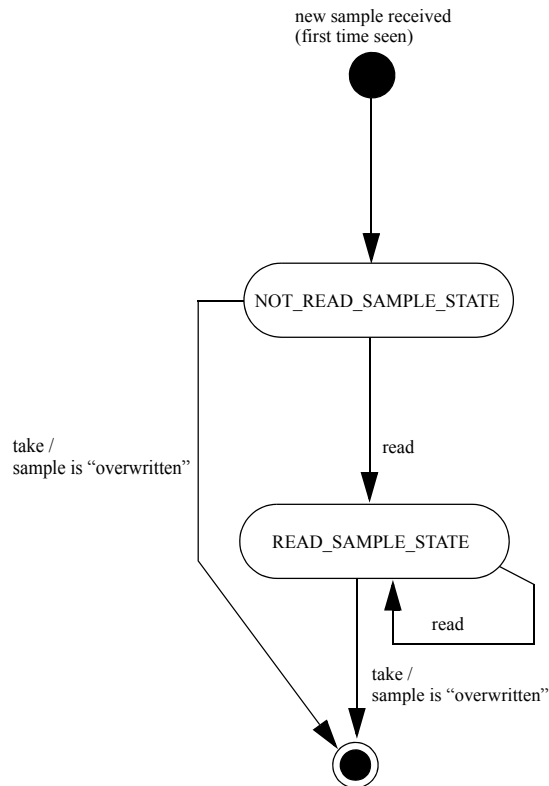 new sample received
(first time seen)
NOT_READ_SAMPLE_STATE
take /
sample is “overwritten”
read
READ_SAMPLE_STATE
read
take /
sample is “overwritten”